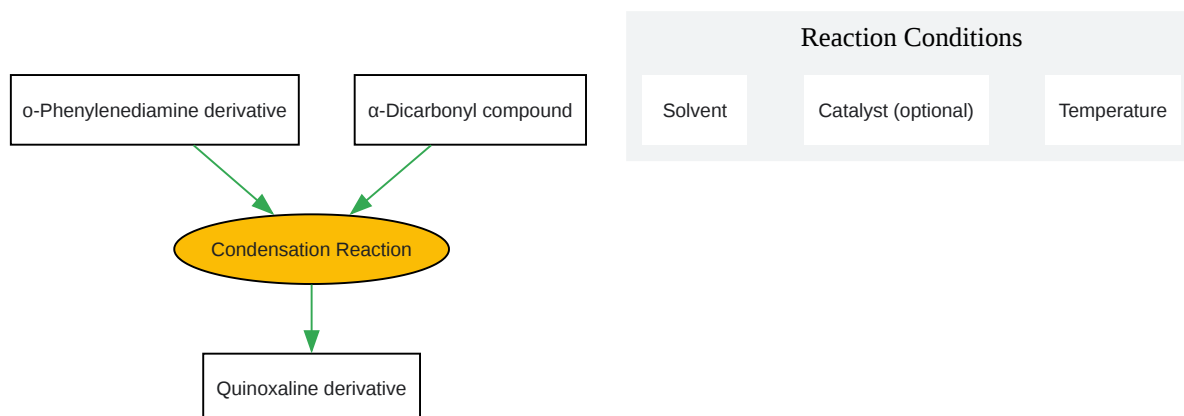 Reaction Conditions
o-Phenylenediamine derivative
α-Dicarbonyl compound
Solvent
Catalyst (optional)
Temperature
Condensation Reaction
Quinoxaline derivative